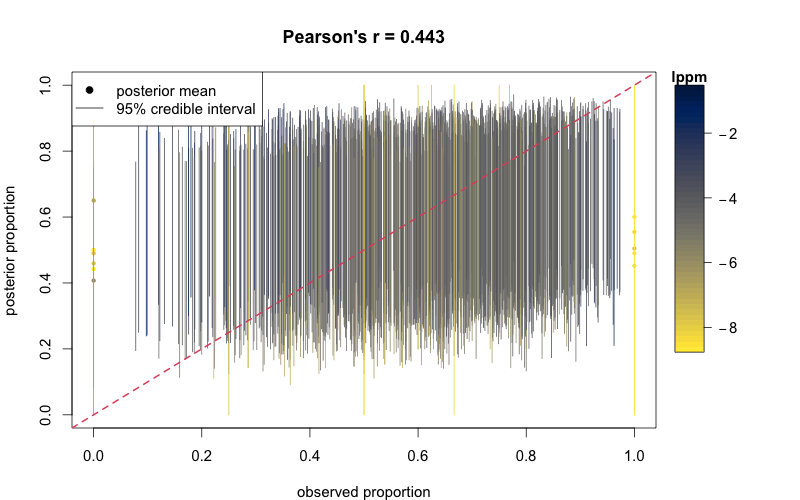 Pearson's r = 0.443
lppm
posterior mean
95% credible interval
1.0
0.8
0.6
0.4
0.2
0.0
posterior proportion
0.0 0.2 0.4 0.6 0.8 1.0
observed proportion
−2
−4
−6
−8